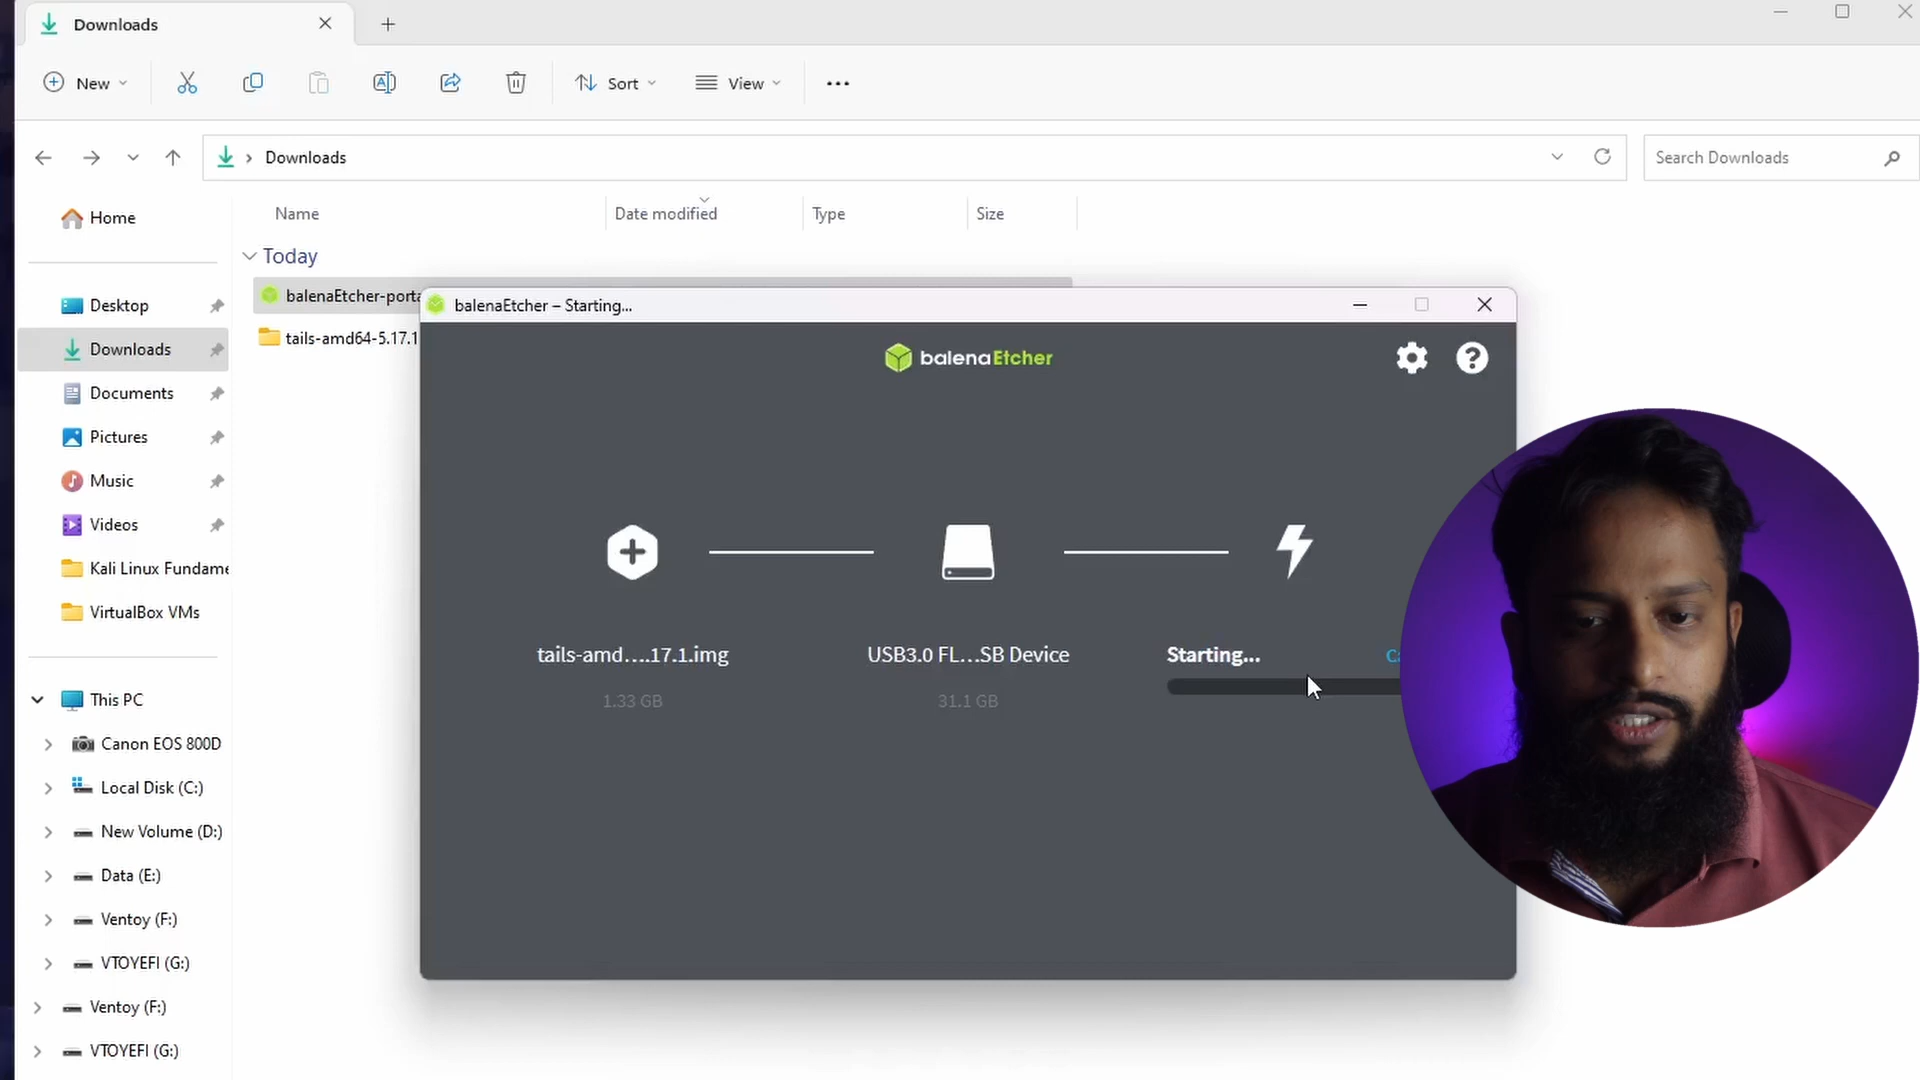 Downloads
New
Sort
View
Downloads
Search Downloads
Name
Date modified
Type
Size
Home
Today
Desktop
Downloads
Documents
Pictures
Music
Videos
Kali Linux Fundame
VirtualBox VMs
This PC
Canon EOS 800D
Local Disk (C:)
New Volume (D:)
Data (E:)
Ventoy (F:)
VTOYEFI (G:)
Ventoy (F:)
VTOYEFI (G:)
balenaEtcher-porta
tails-amd64-5.17.1
balenaEtcher – Starting...
balenaEtcher
tails-amd....17.1.img
1.33 GB
USB3.0 FL...SB Device
31.1 GB
Starting...